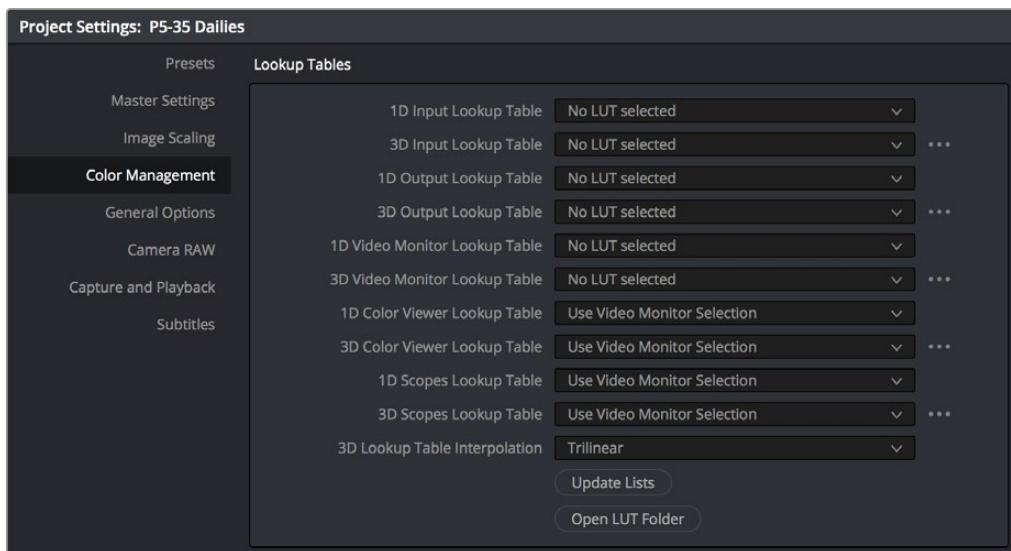 Project Settings: P5-35 Dailies
Presets
Master Settings
Image Scaling
Color Management
General Options
Camera RAW
Capture and Playback
Subtitles
Lookup Tables
1D Input Lookup Table No LUT selected
3D Input Lookup Table No LUT selected
1D Output Lookup Table No LUT selected
3D Output Lookup Table No LUT selected
1D Video Monitor Lookup Table No LUT selected
3D Video Monitor Lookup Table No LUT selected
1D Color Viewer Lookup Table Use Video Monitor Selection
3D Color Viewer Lookup Table Use Video Monitor Selection
1D Scopes Lookup Table Use Video Monitor Selection
3D Scopes Lookup Table Use Video Monitor Selection
3D Lookup Table Interpolation Trilinear
Update Lists
Open LUT Folder